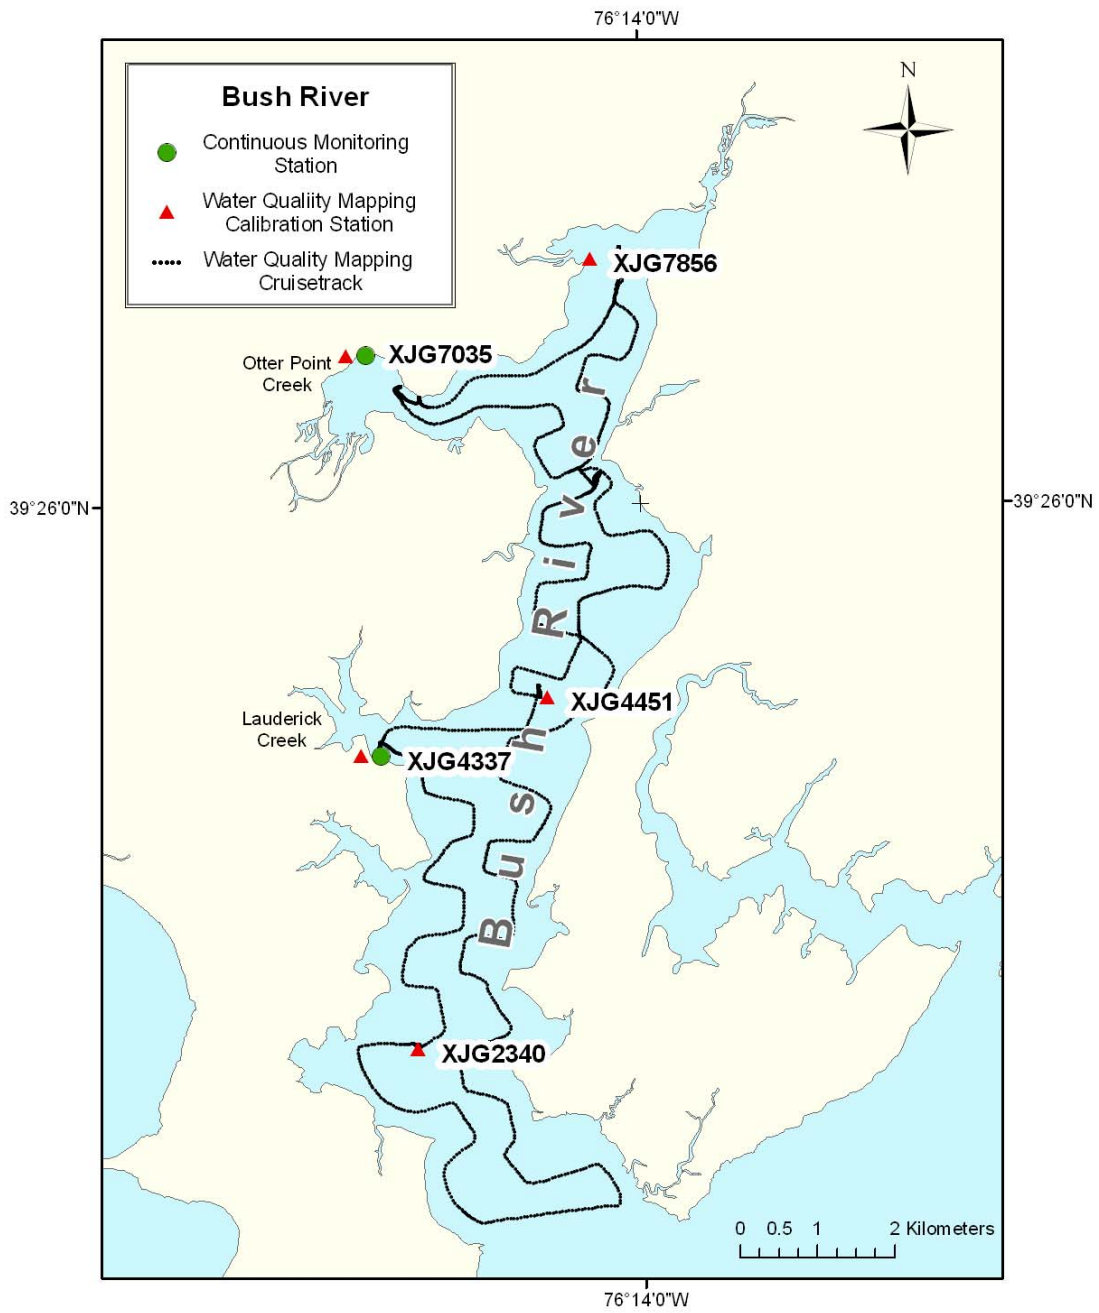 76°14'0"W
N
Bush River
Continuous Monitoring
Station
Water Qualiity Mapping
Calibration Station
Water Quality Mapping
Cruisetrack
XJG7856
XJG7035
Otter Point
Creek
39°26'0"N
39°26'0"N
Bush River
XJG4451
Lauderick
Creek
XJG4337
XJG2340
0 0.5 1 2 Kilometers
76°14'0"W